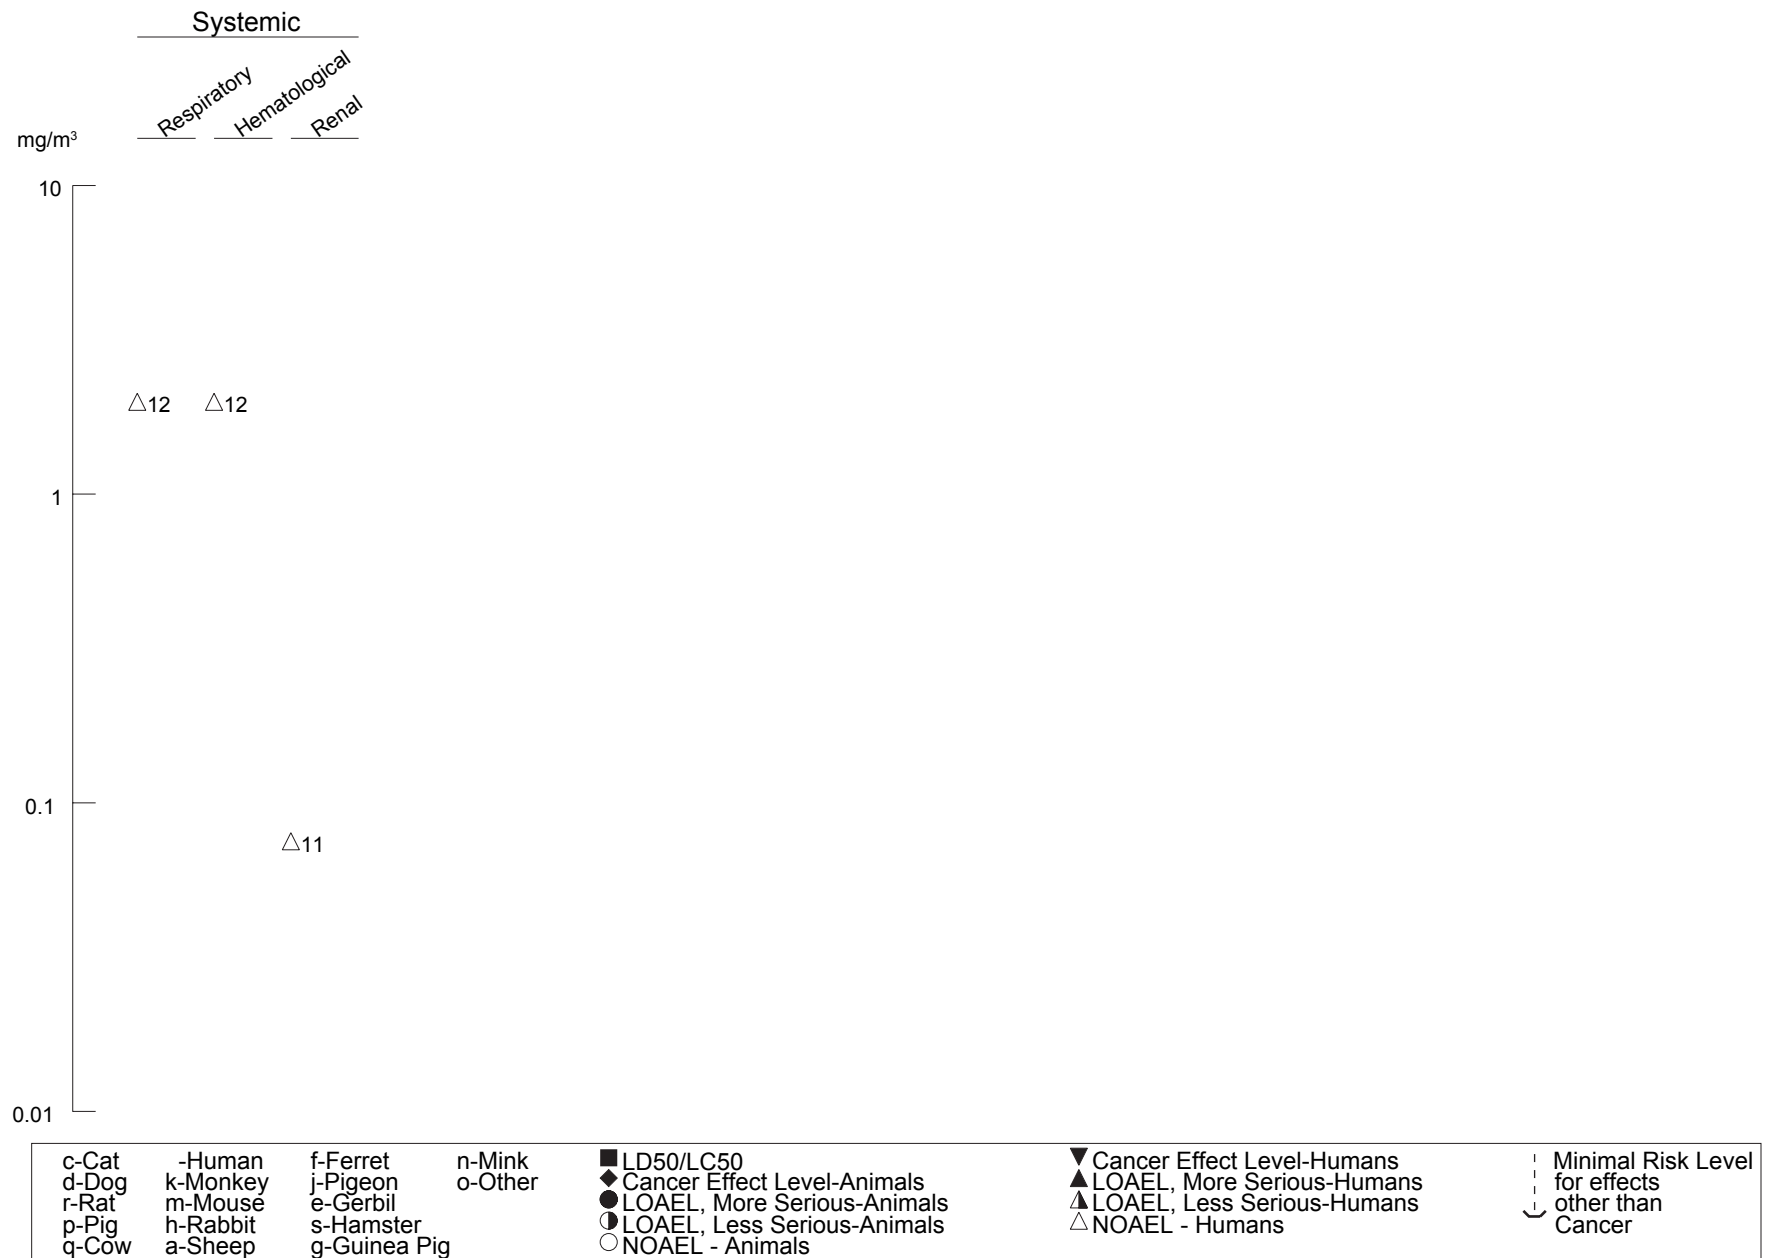 Systemic
Respiratory
Hematological
Renal
mg/m³
10
12 12
1
0.1
11
0.01
c-Cat -Human f-Ferret n-Mink LD50/LC50 Cancer Effect Level-Humans Minimal Risk Level
d-Dog k-Monkey j-Pigeon o-Other Cancer Effect Level-Animals LOAEL, More Serious-Humans for effects
r-Rat m-Mouse e-Gerbil LOAEL, More Serious-Animals LOAEL, Less Serious-Humans other than
p-Pig h-Rabbit s-Hamster LOAEL, Less Serious-Animals NOAEL - Humans Cancer
q-Cow a-Sheep g-Guinea Pig NOAEL - Animals